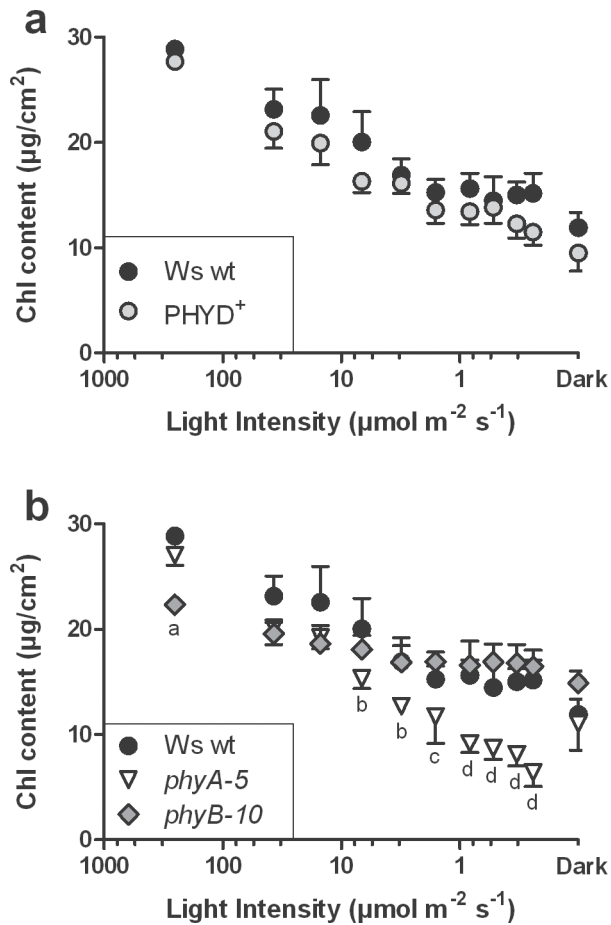 a
30
20
10
0
Chl content (µg/cm²)
Ws wt
PHYD⁺
1000 100 10 1 Dark
Light Intensity (µmol m⁻² s⁻¹)
b
30
20
10
0
Chl content (µg/cm²)
a
b
b
c
d
d
d
d
Ws wt
phyA-5
phyB-10
1000 100 10 1 Dark
Light Intensity (µmol m⁻² s⁻¹)